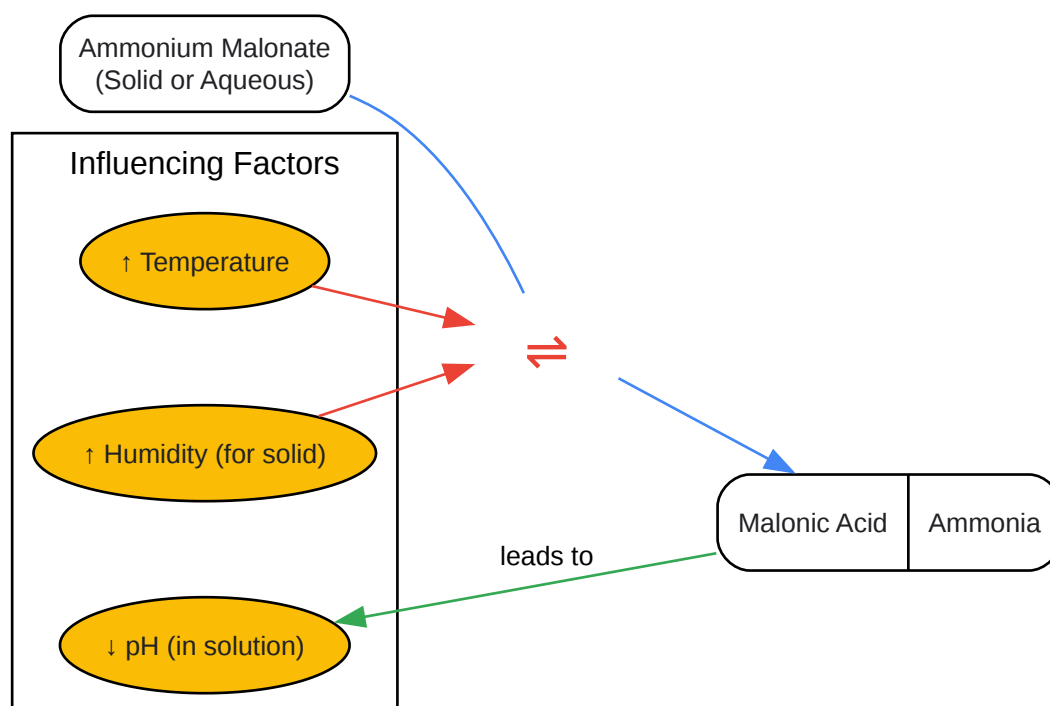 Ammonium Malonate
(Solid or Aqueous)
Influencing Factors
↑ Temperature
⇌
↑ Humidity (for solid)
Malonic Acid
Ammonia
leads to
↓ pH (in solution)